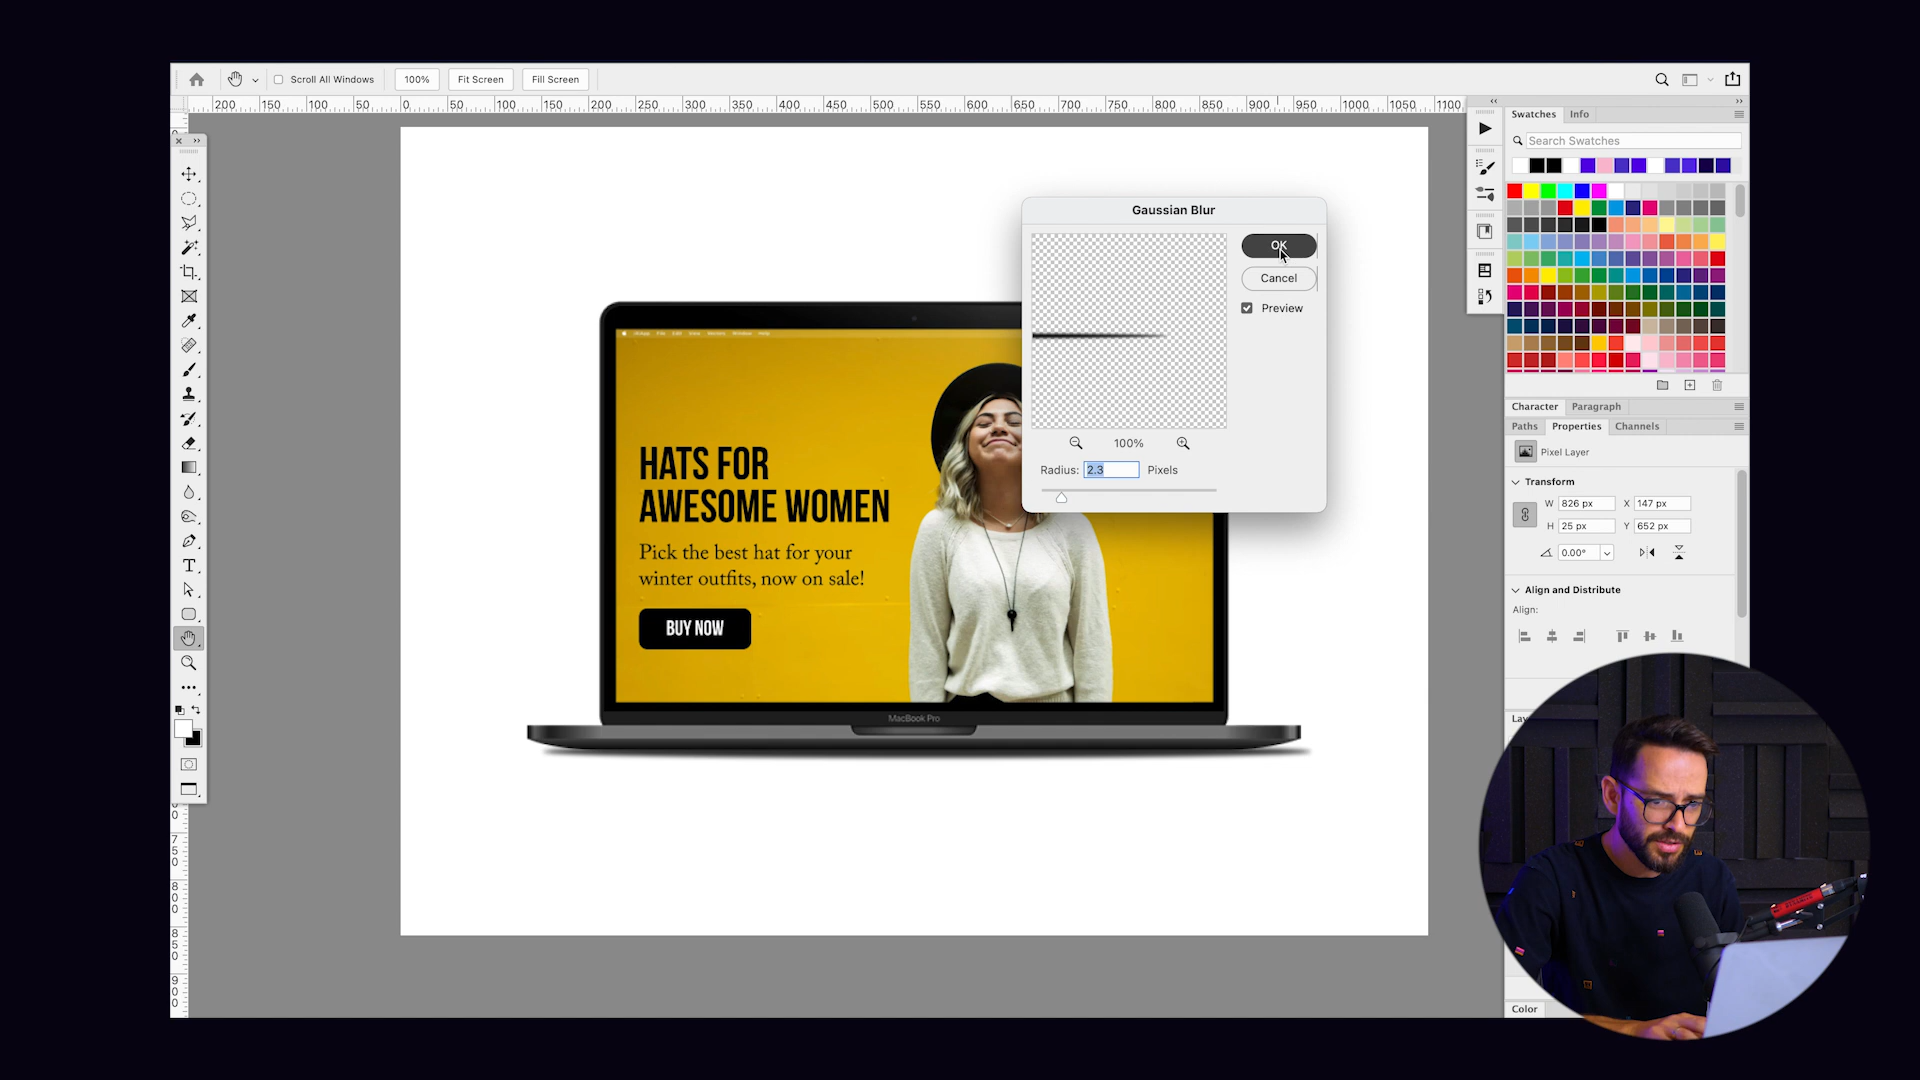 Scroll All Windows
100%
Fit Screen
Fill Screen
200 150 100 50 0 50 100 150 200 250 300 350 400 450 500 550 600 650 700 750 800 850 900 950 1000 1050 1100
Swatches
Info
Search Swatches
Gaussian Blur
OK
Cancel
Preview
100%
Radius: 2.3 Pixels
HATS FOR
AWESOME WOMEN
Pick the best hat for your
winter outfits, now on sale!
BUY NOW
MacBook Pro
Character
Paragraph
Paths
Properties
Channels
Pixel Layer
Transform
W 826 px X 147 px
H 25 px Y 652 px
0.00°
Align and Distribute
Align:
Color
750
800
850
900